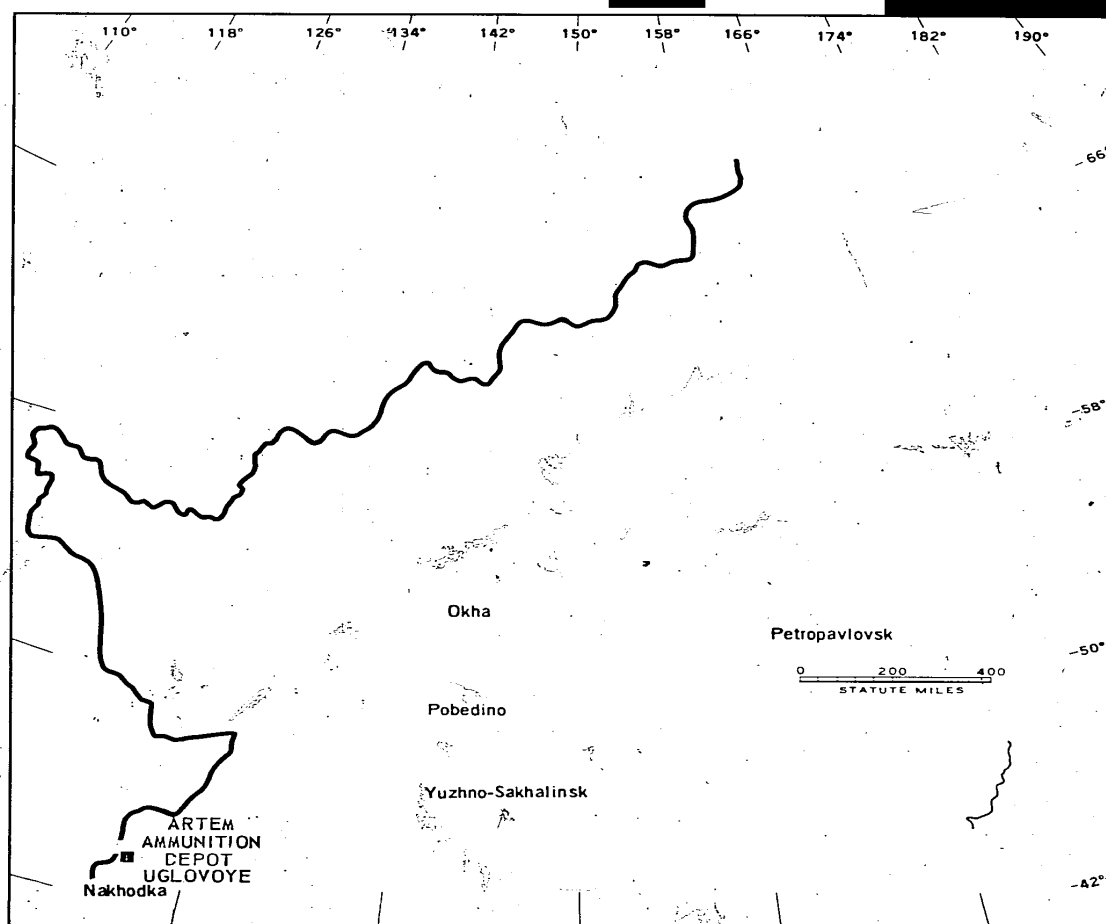 110° 118° 126° 134° 142° 150° 158° 166° 174° 182° 190°
-66°
-58°
Okha
Petropavlovsk
-50°
0 200 400
STATUTE MILES
Pobedino
Yuzhno-Sakhalinsk
ARTEM
AMMUNITION
DEPOT
UGLOVOYE
Nakhodka
-42°